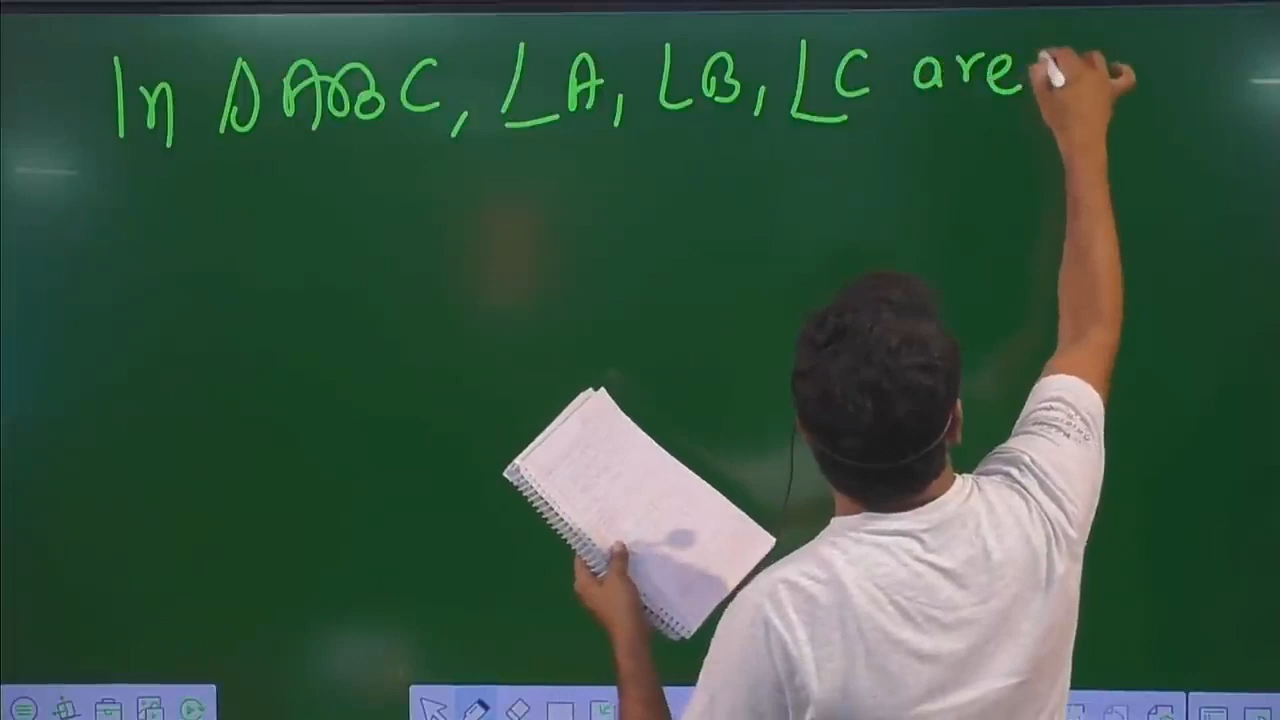 In ΔABC, ∠A, ∠B, ∠C are